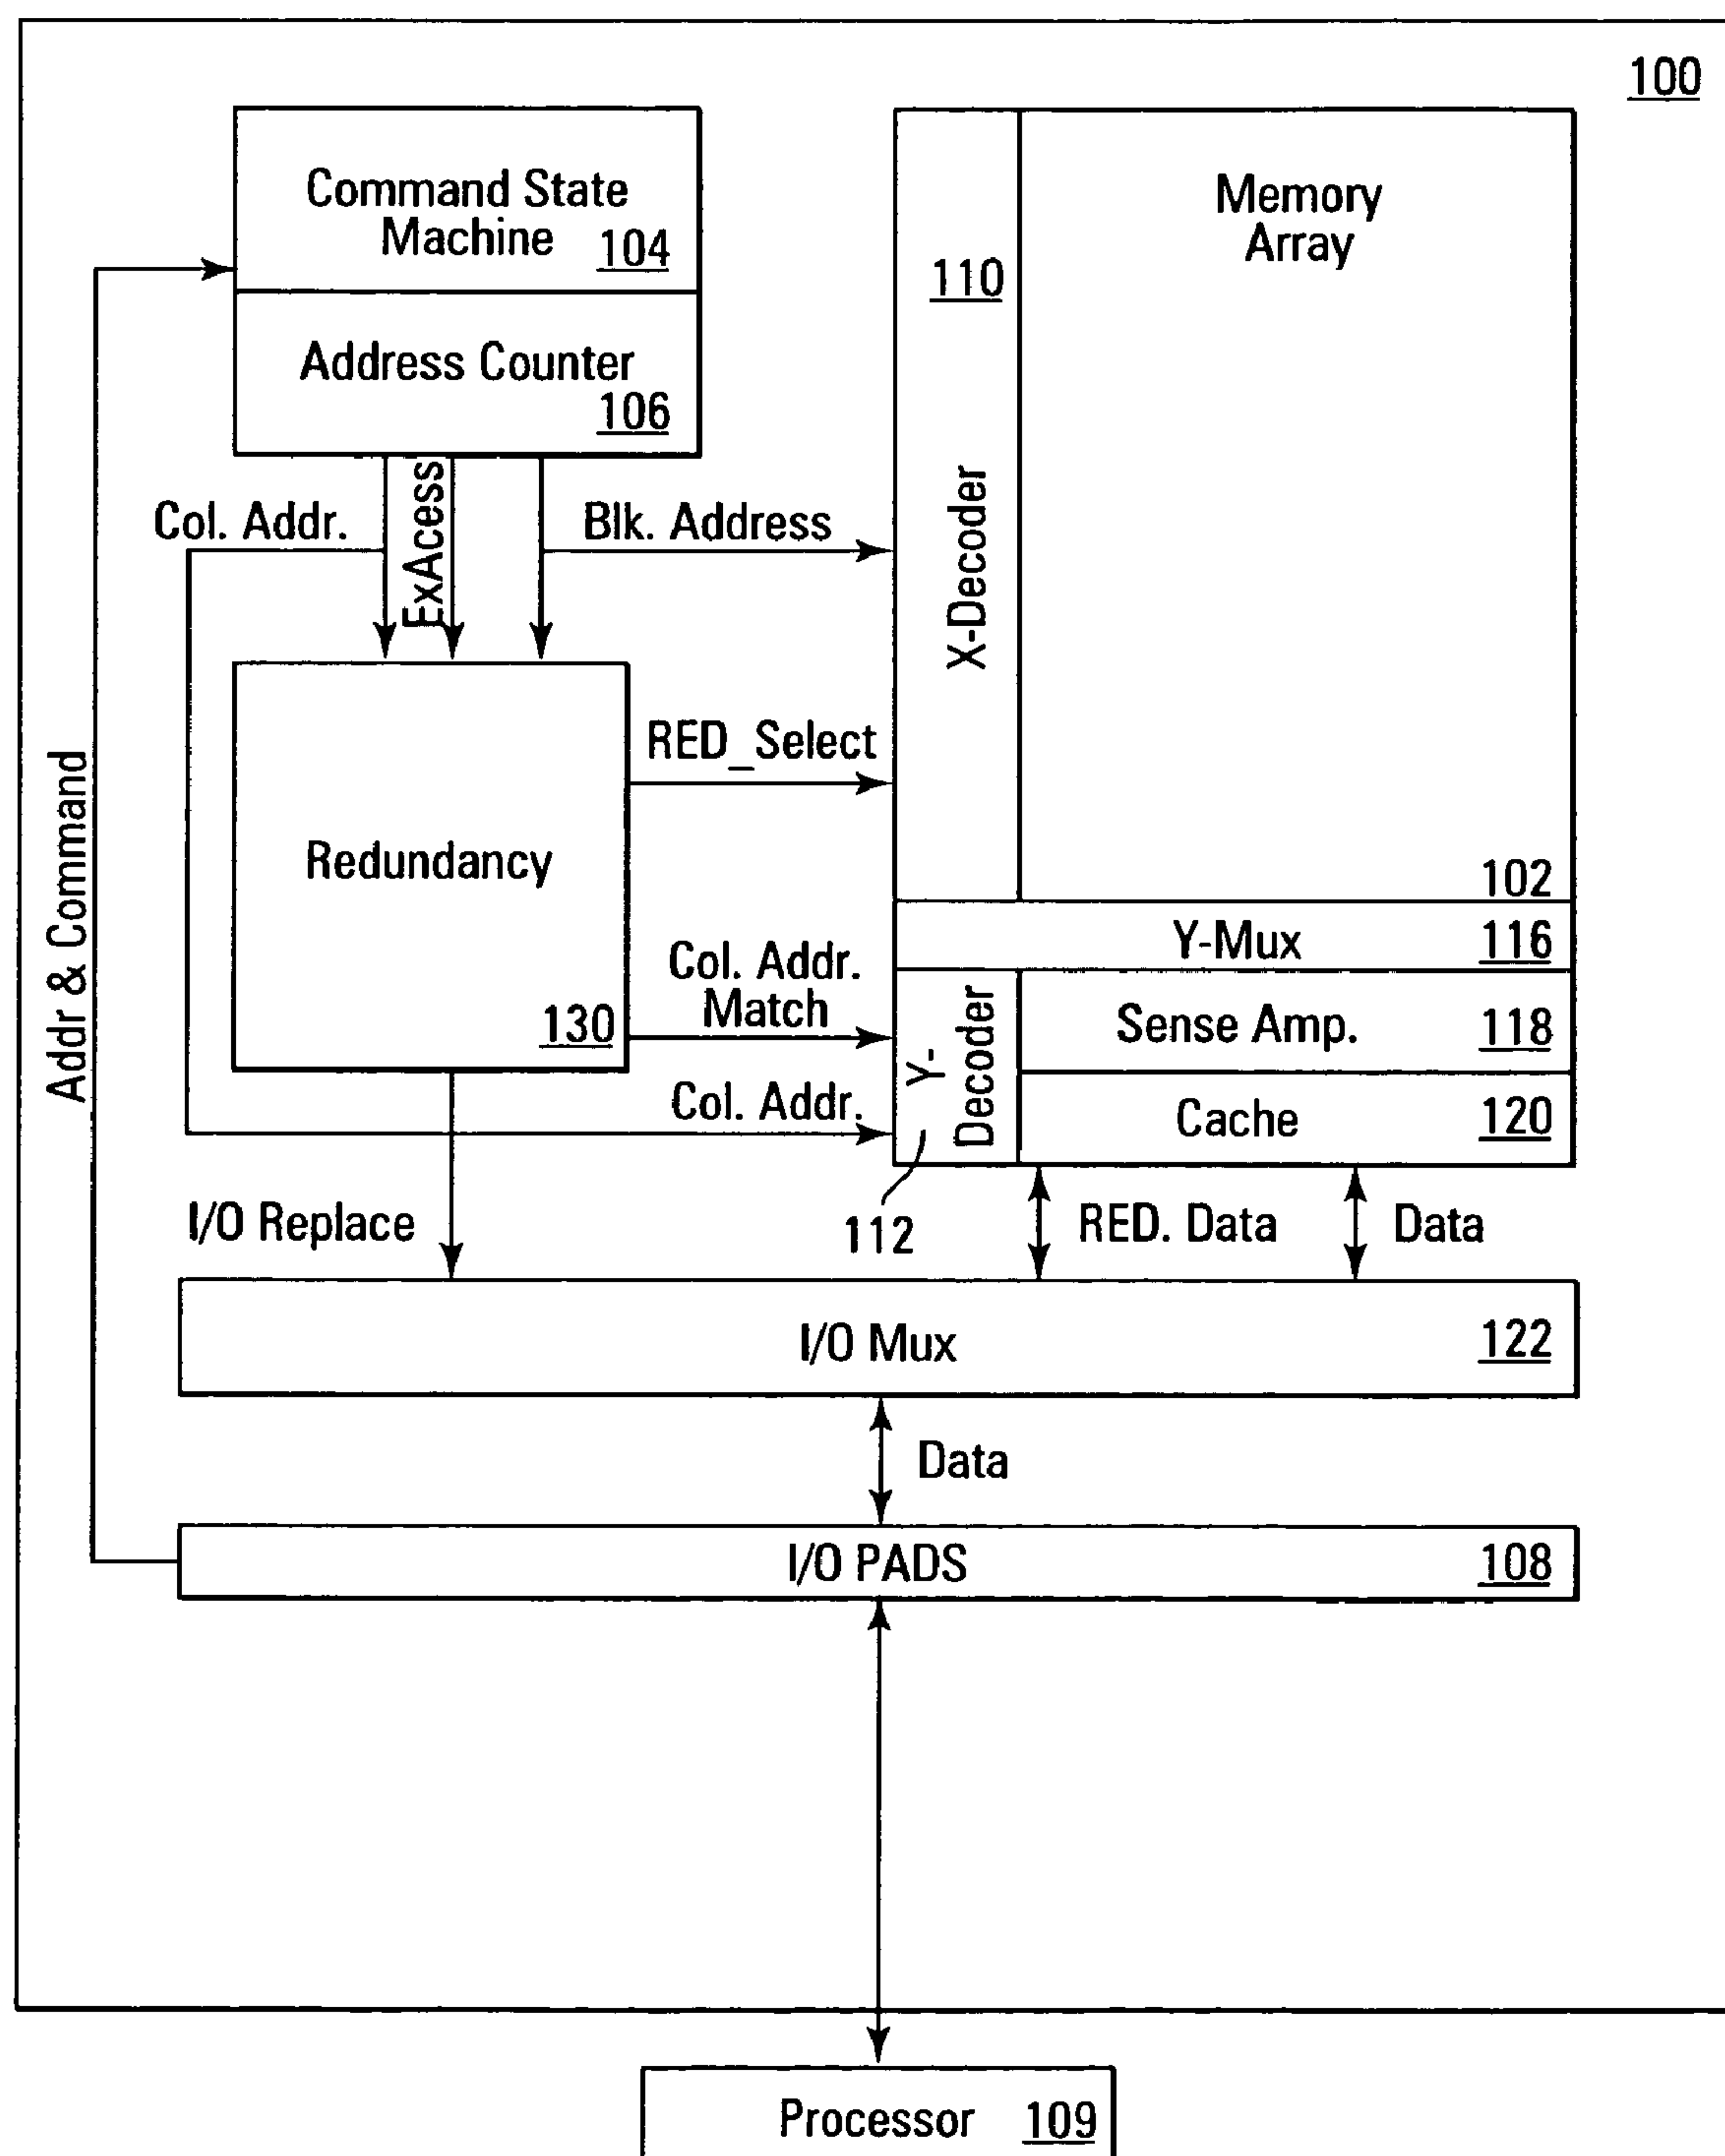 100
Command State
Machine 104
Address Counter
106
Memory
Array
110
X-Decoder
102
Col. Addr.
ExAcess
Blk. Address
Redundancy
130
RED_Select
Col. Addr.
Match
Col. Addr.
Y-Mux 116
Y-
Decoder
Sense Amp. 118
Cache 120
112
Addr & Command
I/O Replace
RED. Data
Data
I/O Mux 122
Data
I/O PADS 108
Processor 109